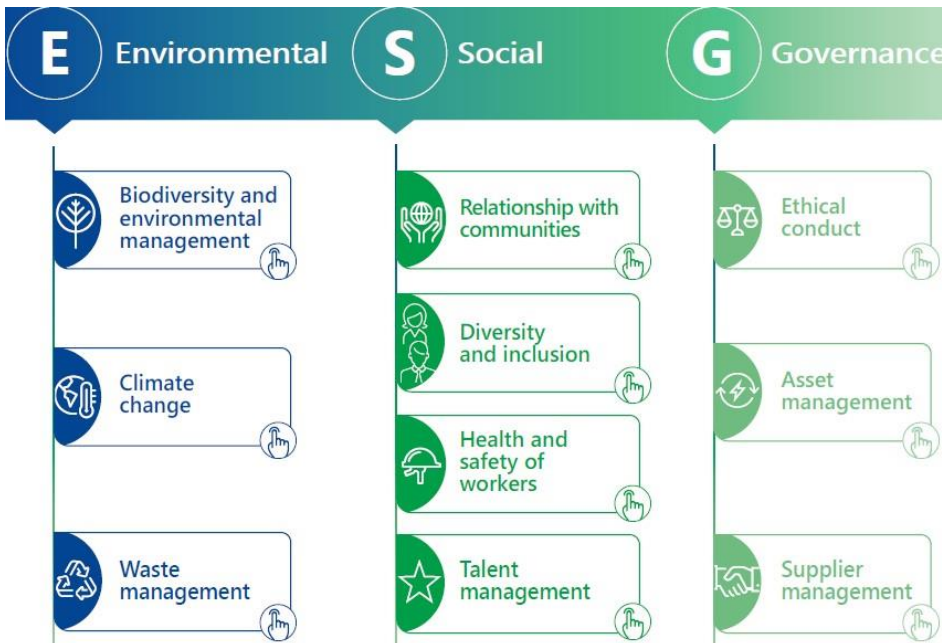 E Environmental
S Social
G Governance
Biodiversity and
environmental
management
Climate
change
Waste
management
Relationship with
communities
Diversity
and inclusion
Health and
safety of
workers
Talent
management
Ethical
conduct
Asset
management
Supplier
management